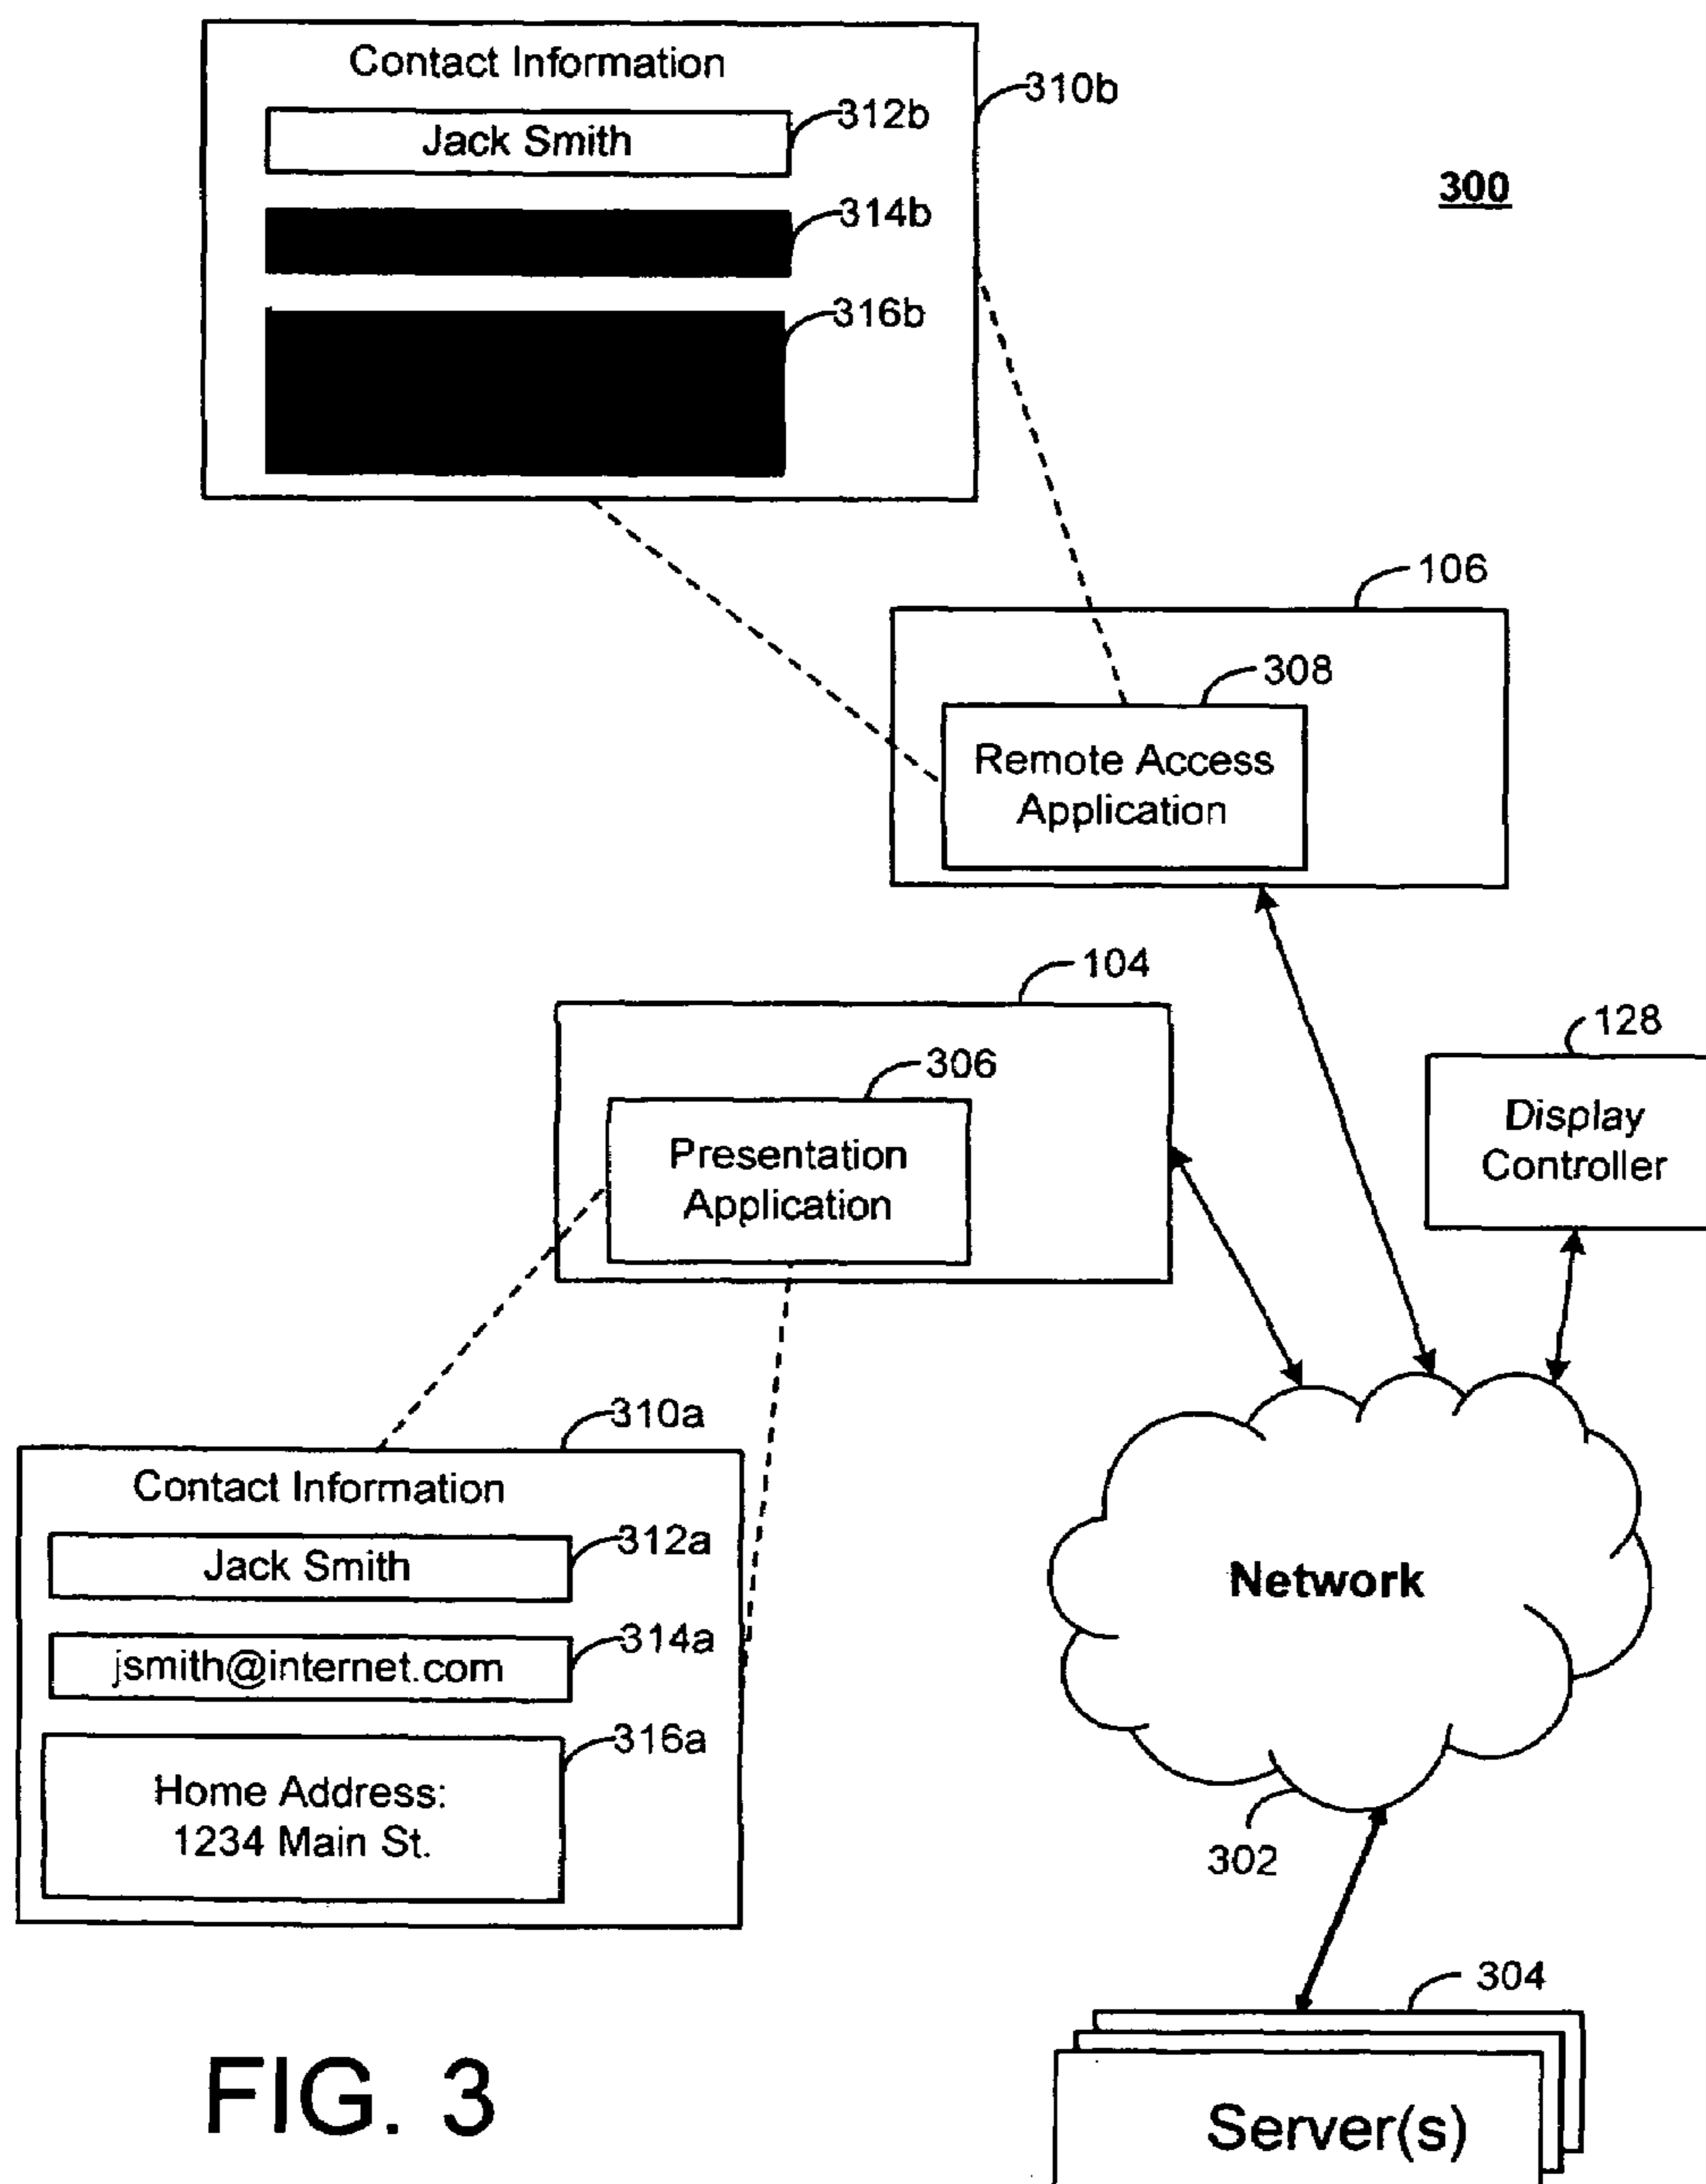 Contact Information
310b
Jack Smith
312b
300
314b
316b
106
308
Remote Access
Application
104
128
306
Display
Controller
Presentation
Application
310a
Contact Information
312a
Jack Smith
Network
314a
jsmith@internet.com
316a
Home Address:
1234 Main St.
302
304
FIG. 3
Server(s)